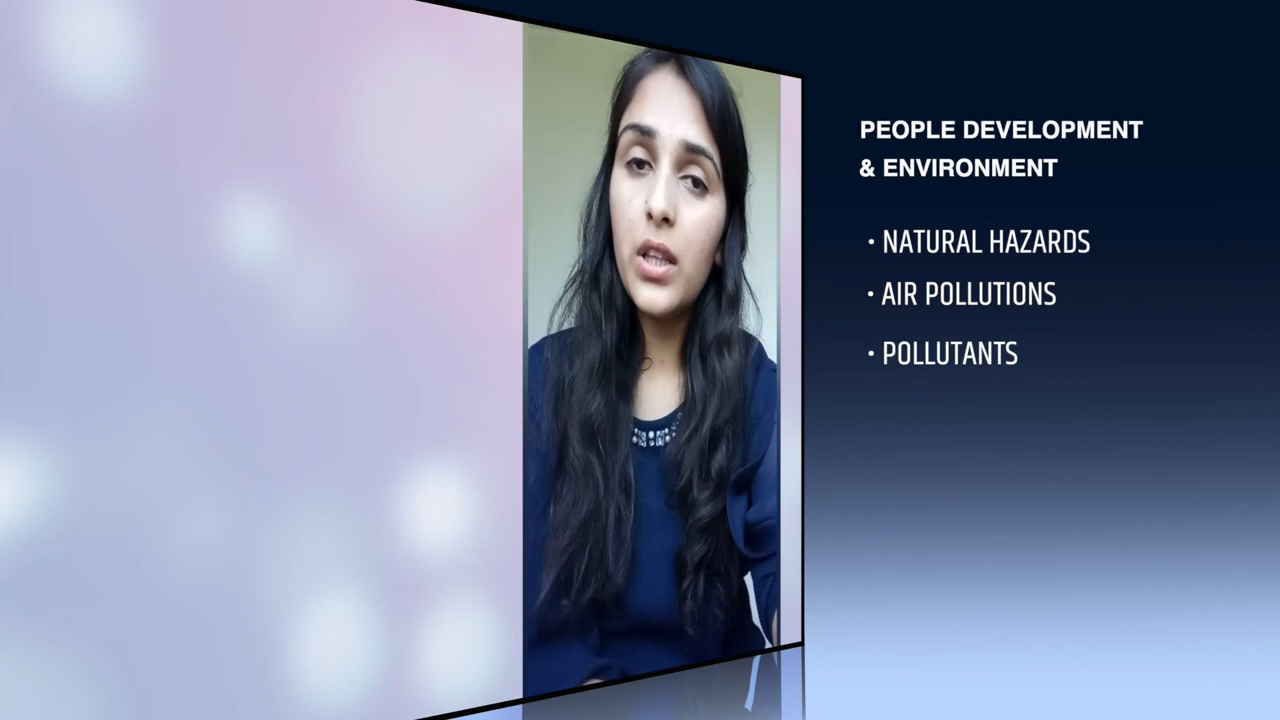 PEOPLE DEVELOPMENT
& ENVIRONMENT
• NATURAL HAZARDS
• AIR POLLUTIONS
• POLLUTANTS